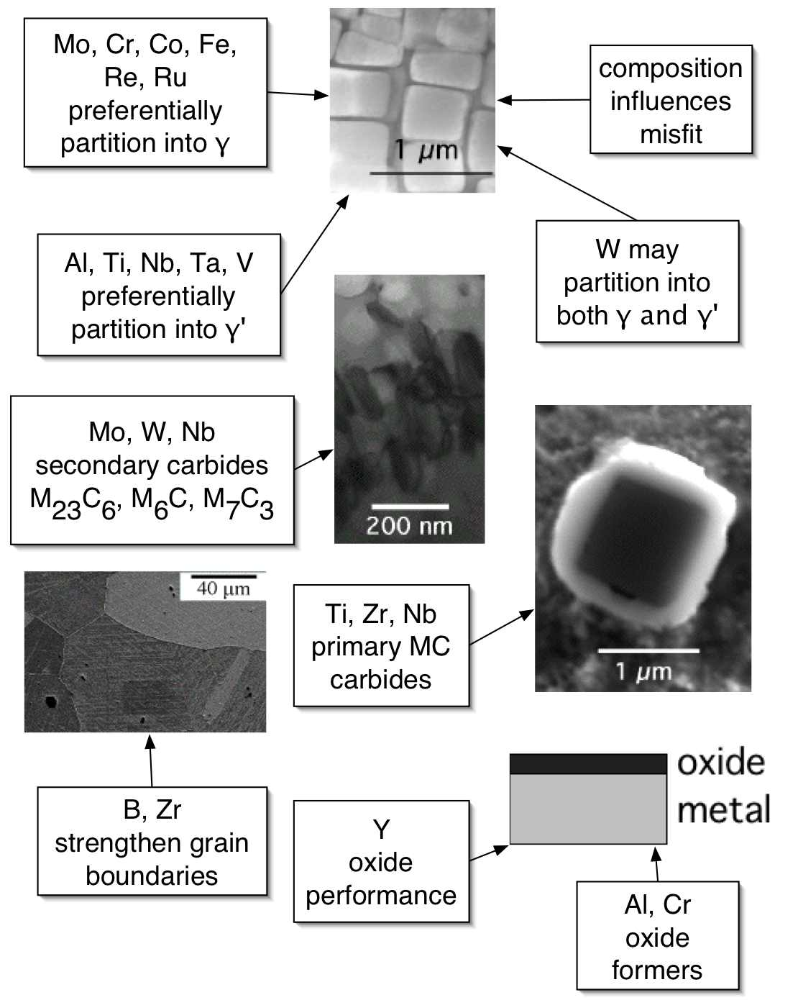 Mo, Cr, Co, Fe,
Re, Ru
preferentially
partition into γ
1 µm
composition
influences
misfit
Al, Ti, Nb, Ta, V
preferentially
partition into γ'
W may
partition into
both γ and γ'
Mo, W, Nb
secondary carbides
M23C6, M6C, M7C3
200 nm
40 µm
Ti, Zr, Nb
primary MC
carbides
1 µm
B, Zr
strengthen grain
boundaries
Y
oxide
performance
oxide
metal
Al, Cr
oxide
formers